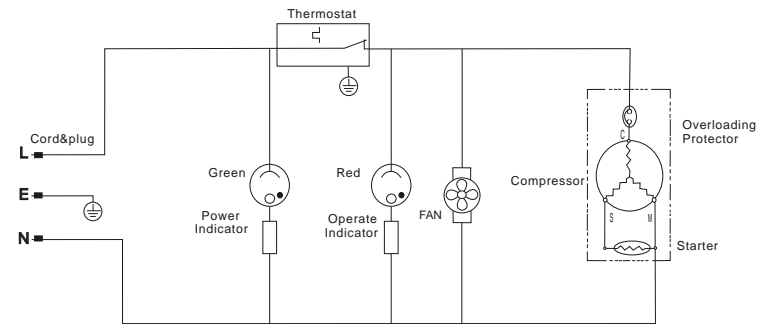 Thermostat
Cord&plug
L
E
N
Green
Power
Indicator
Red
Operate
Indicator
FAN
Compressor
C
S
M
Overloading
Protector
Starter